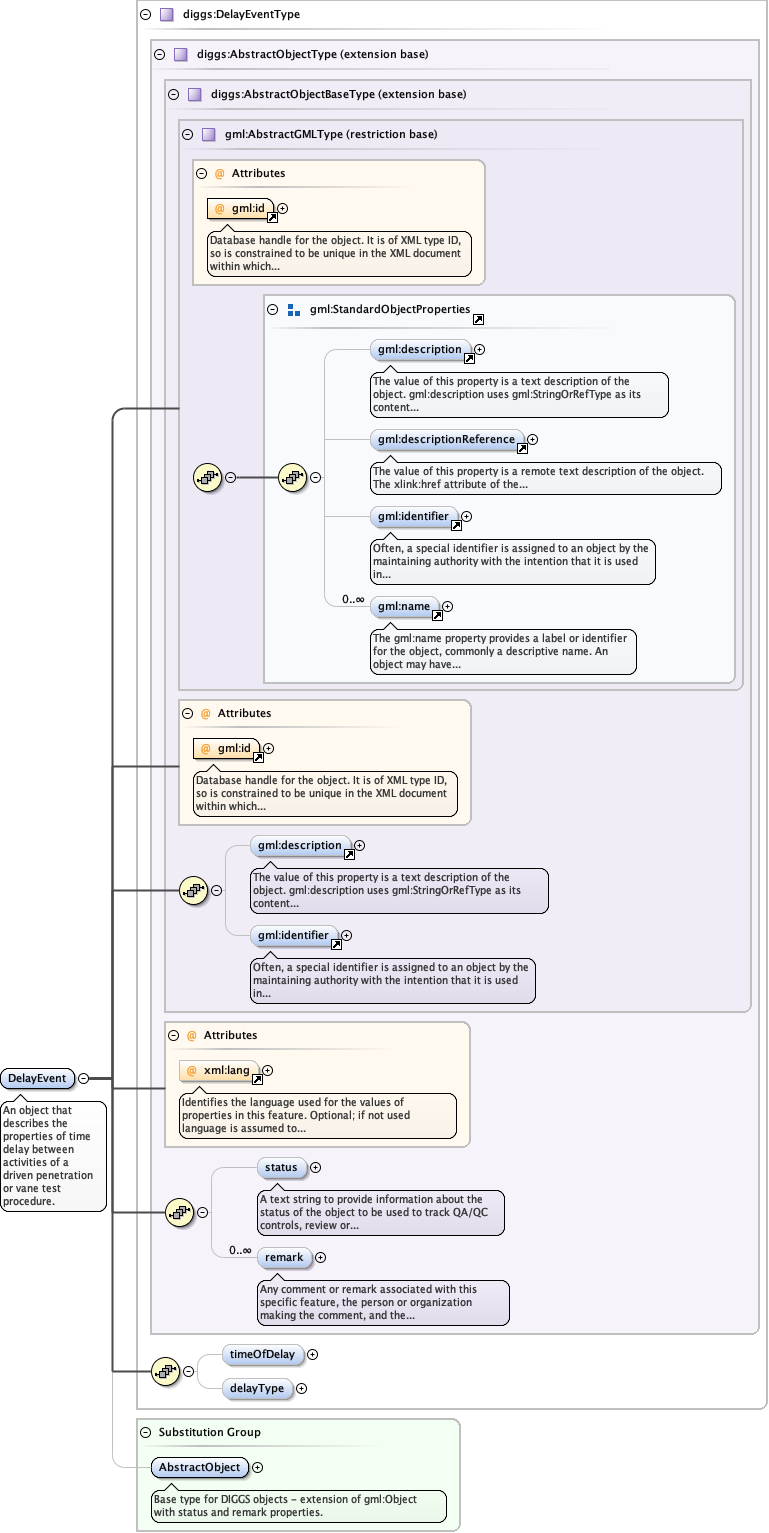 diggs:DelayEventType
diggs:AbstractObjectType (extension base)
diggs:AbstractObjectBaseType (extension base)
gml:AbstractGMLType (restriction base)
@ Attributes
@ gml:id
Database handle for the object. It is of XML type ID,
so is constrained to be unique in the XML document
within which...
gml:StandardObjectProperties
gml:description
The value of this property is a text description of the
object. gml:description uses gml:StringOrRefType as its
content...
gml:descriptionReference
The value of this property is a remote text description of the object.
The xlink:href attribute of the...
gml:identifier
Often, a special identifier is assigned to an object by the
maintaining authority with the intention that it is used
in...
0..∞
gml:name
The gml:name property provides a label or identifier
for the object, commonly a descriptive name. An
object may have...
@ Attributes
@ gml:id
Database handle for the object. It is of XML type ID,
so is constrained to be unique in the XML document
within which...
gml:description
The value of this property is a text description of the
object. gml:description uses gml:StringOrRefType as its
content...
gml:identifier
Often, a special identifier is assigned to an object by the
maintaining authority with the intention that it is used
in...
@ Attributes
@ xml:lang
Identifies the language used for the values of
properties in this feature. Optional; if not used
language is assumed to...
DelayEvent
An object that
describes the
properties of time
delay between
activities of a
driven penetration
or vane test
procedure.
status
A text string to provide information about the
status of the object to be used to track QA/QC
controls, review or...
0..∞
remark
Any comment or remark associated with this
specific feature, the person or organization
making the comment, and the...
timeOfDelay
delayType
Substitution Group
AbstractObject
Base type for DIGGS objects - extension of gml:Object
with status and remark properties.